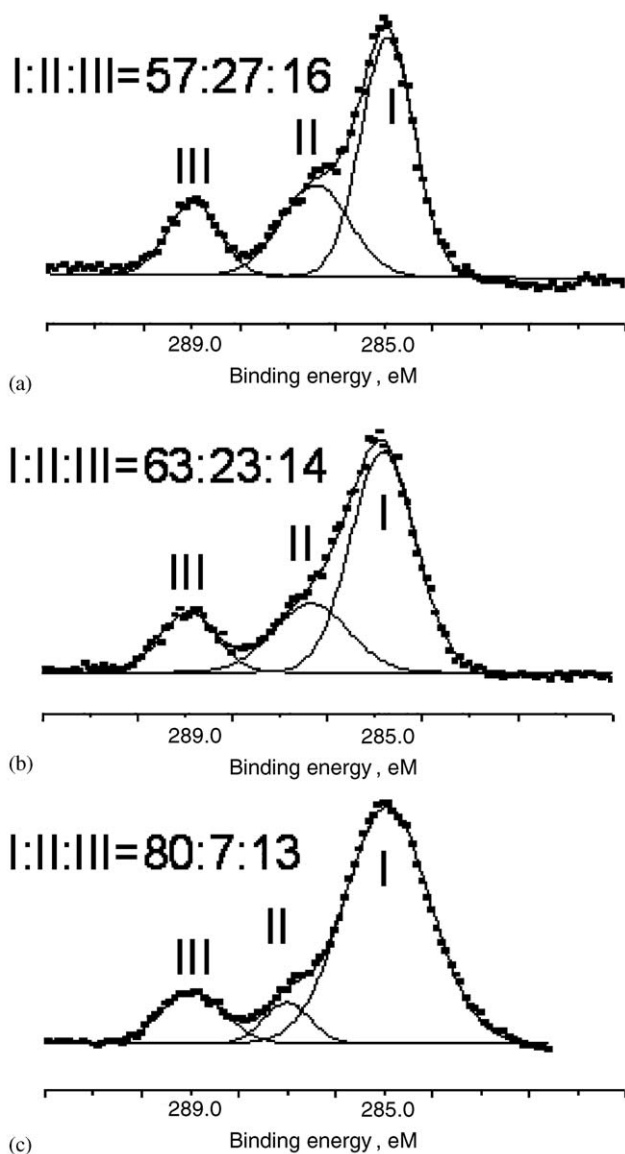 I:II:III=57:27:16
I
II
III
289.0 285.0
Binding energy , eM
(a)
I:II:III=63:23:14
I
II
III
289.0 285.0
Binding energy , eM
(b)
I:II:III=80:7:13
I
II
III
289.0 285.0
Binding energy , eM
(c)